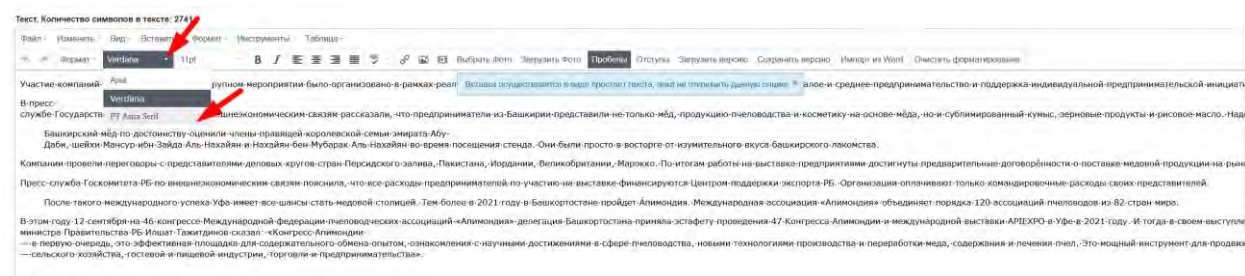 Текст. Количество символов в тексте: 2741
Файл Изменить Вид Вставить Формат Инструменты Таблица
Формат Verdana 11pt B I Выбрать Фото Загрузить Фото Пробелы Отступы Загрузить версию Сохранить версию Импорт из Word Очистить форматирование
Arial
Verdana
PT Astra Serif
Вставка осуществляется в виде простого текста, пока не отключить данную опцию. ×
Участие·компаний· рупном·мероприятии·было·организовано·в·рамках·реал алое·и·среднее·предпринимательство·и·поддержка·индивидуальной·предпринимательской·инициати
В·пресс-
службе·Государств ешнеэкономическим·связям·рассказали,·что·предприниматели·из·Башкирии·представили·не·только·мёд,·продукцию·пчеловодства·и·косметику·на·основе·мёда,·но·и·сублимированный·кумыс,·зерновые·продукты·и·рисовое·масло.·Надо
Башкирский·мёд·по·достоинству·оценили·члены·правящей·королевской·семьи·эмирата·Абу-
Даби,·шейхи·Мансур·ибн·Зайда·Аль·Нахайян·и·Нахайян·бен·Мубарак·Аль·Нахайян·во·время·посещения·стенда.·Они·были·просто·в·восторге·от·изумительного·вкуса·башкирского·лакомства.
Компании·провели·переговоры·с·представителями·деловых·кругов·стран·Персидского·залива,·Пакистана,·Иордании,·Великобритании,·Марокко.·По·итогам·работы·на·выставке·предприятиями·достигнуты·предварительные·договорённости·о·поставке·медовой·продукции·на·рын
Пресс-служба·Госкомитета·РБ·по·внешнеэкономическим·связям·пояснила,·что·все·расходы·предпринимателей·по·участию·на·выставке·финансируются·Центром·поддержки·экспорта·РБ.·Организации·оплачивают·только·командировочные·расходы·своих·представителей.
После·такого·международного·успеха·Уфа·имеет·все·шансы·стать·медовой·столицей.·Тем·более·в·2021·году·в·Башкортостане·пройдет·Апимондия.·Международная·ассоциация·«Апимондия»·объединяет·порядка·120·ассоциаций·пчеловодов·из·82·стран·мира.
В·этом·году·12·сентября·на·46·конгрессе·Международной·федерации·пчеловодческих·ассоциаций·«Апимондия»·делегация·Башкортостана·приняла·эстафету·проведения·47·Конгресса·Апимондии·и·международной·выставки·APIEXPO·в·Уфе·в·2021·году.·И·тогда·в·своем·выступле
министра·Правительства·РБ·Илшат·Тажитдинов·сказал:·«Конгресс·Апимондии·
—·в·первую·очередь,·это·эффективная·площадка·для·содержательного·обмена·опытом,·ознакомления·с·научными·достижениями·в·сфере·пчеловодства,·новыми·технологиями·производства·и·переработки·меда,·содержания·и·лечения·пчел.·Это·мощный·инструмент·для·продвиж
—·сельского·хозяйства,·гостевой·и·пищевой·индустрии,·торговли·и·предпринимательства».